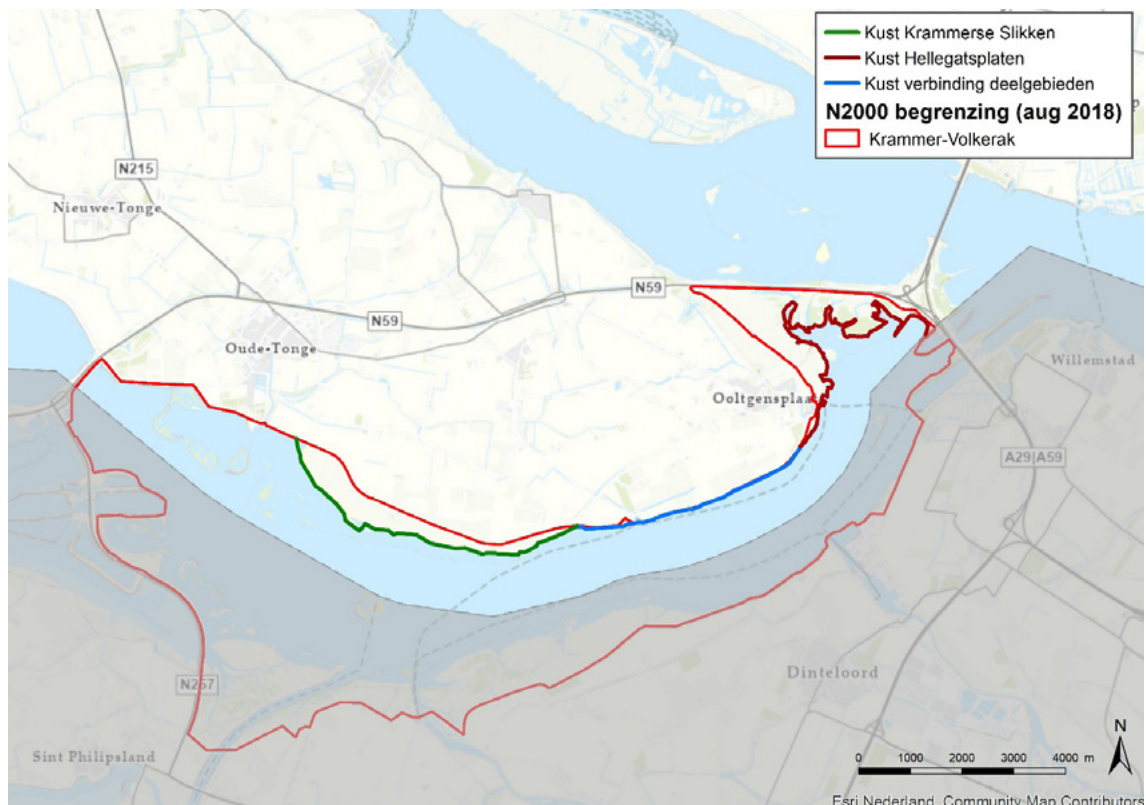 Kust Krammerse Slikken
Kust Hellegatsplaten
Kust verbinding deelgebieden
N2000 begrenzing (aug 2018)
Krammer-Volkerak
N215
Nieuwe-Tonge
N59
N59
Oude-Tonge
Ooltgensplaa
Willemstad
A29|A59
Dinteloord
N257
Sint Philipsland
N
0 1000 2000 3000 4000 m
Esri Nederland, Community Map Contributors